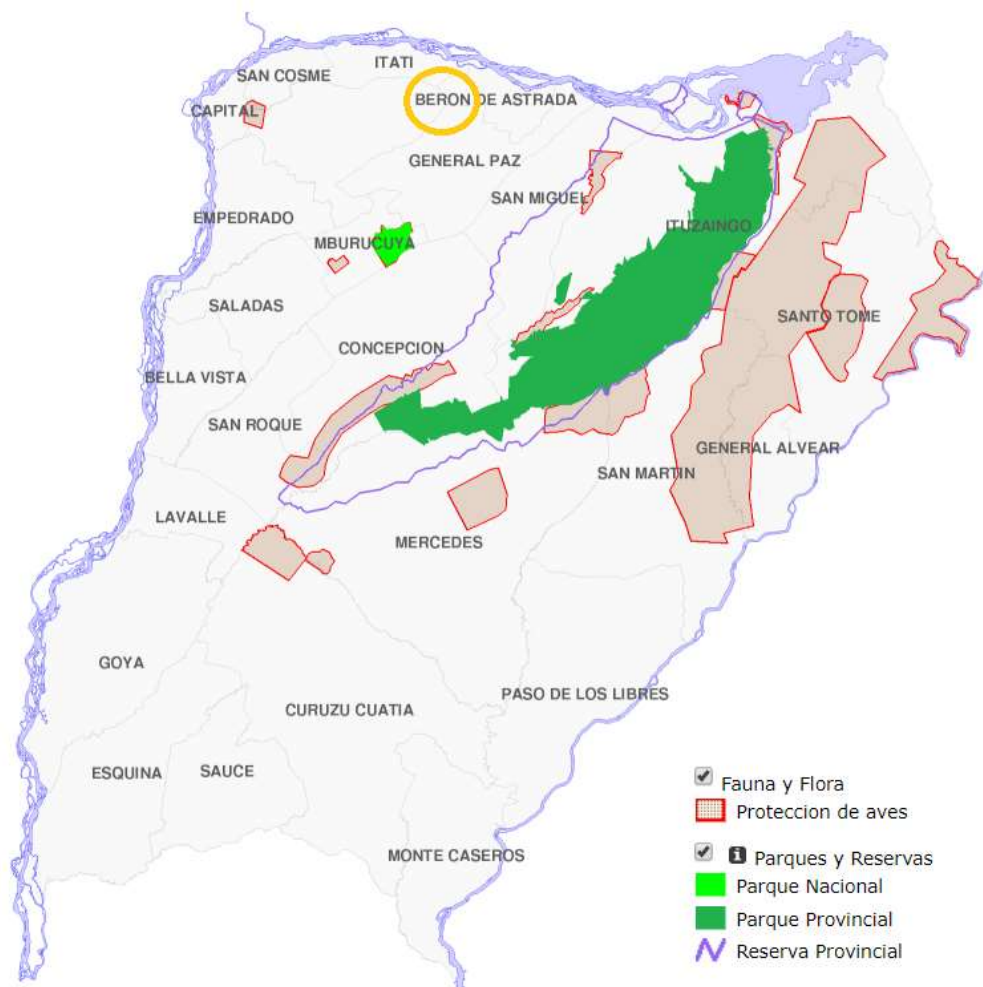 ITATI
SAN COSME
BERON DE ASTRADA
CAPITAL
GENERAL PAZ
SAN MIGUEL
EMPEDRADO
ITUZAINGO
MBURUCUYA
SALADAS
SANTO TOME
CONCEPCION
BELLA VISTA
SAN ROQUE
GENERAL ALVEAR
SAN MARTIN
LAVALLE
MERCEDES
GOYA
PASO DE LOS LIBRES
CURUZU CUATIA
ESQUINA
SAUCE
MONTE CASEROS
Fauna y Flora
Proteccion de aves
i Parques y Reservas
Parque Nacional
Parque Provincial
Reserva Provincial